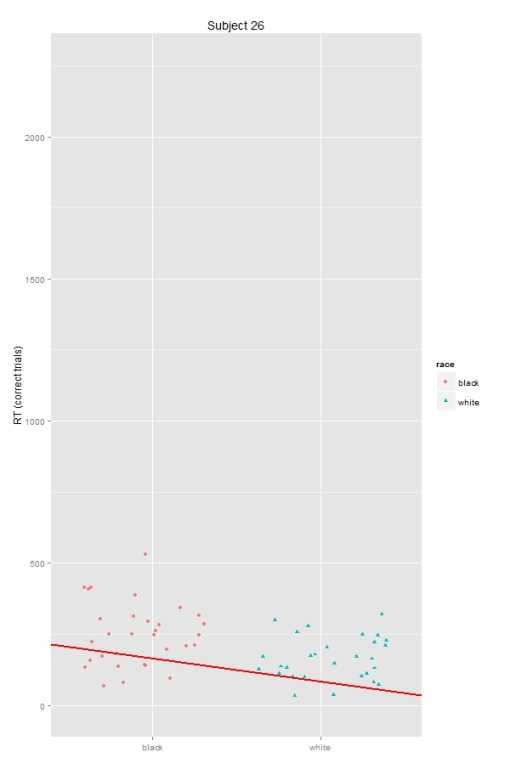 Subject 26
2000
1500
1000
500
0
RT (correct trials)
black
white
race
black
white